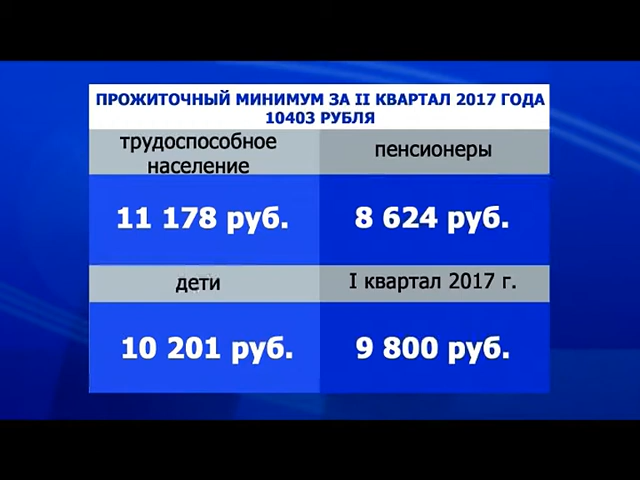 ПРОЖИТОЧНЫЙ МИНИМУМ ЗА II КВАРТАЛ 2017 ГОДА
10403 РУБЛЯ
трудоспособное
население
пенсионеры
11 178 руб.
8 624 руб.
дети
I квартал 2017 г.
10 201 руб.
9 800 руб.